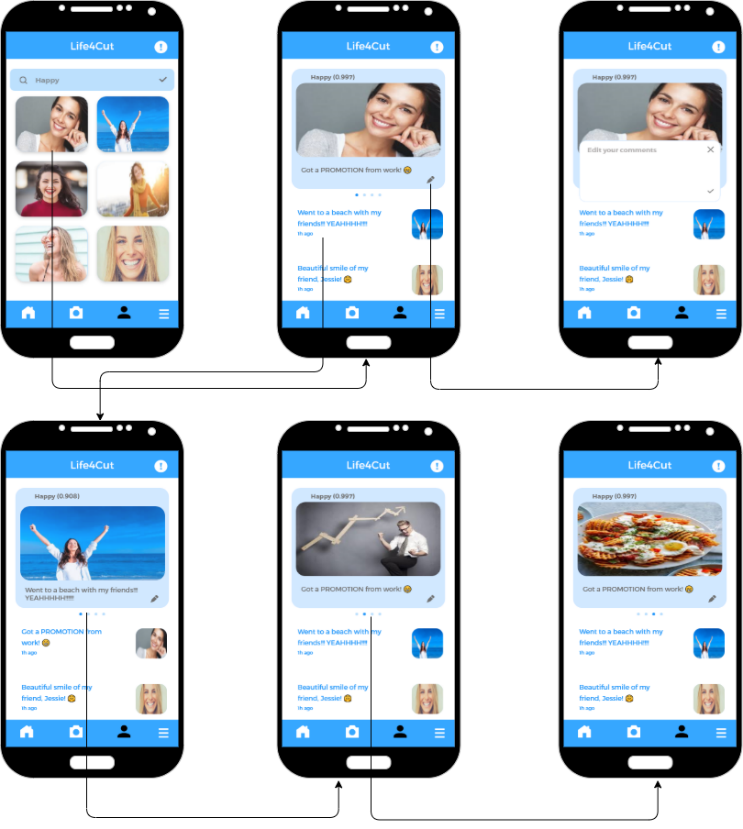 Life4Cut
Happy
Life4Cut
Happy (0.997)
Got a PROMOTION from work! 🤣
Went to a beach with my
friends!! YEAHHHH!!!!
1h ago
Beautiful smile of my
friend, Jessie! 🤗
1h ago
Life4Cut
Happy (0.997)
Edit your comments
Went to a beach with my
friends!! YEAHHHH!!!!
1h ago
Beautiful smile of my
friend, Jessie! 🤗
1h ago
Life4Cut
Happy (0.908)
Went to a beach with my friends!!!
YEAHHHHH!!!!!
Got a PROMOTION from
work! 🤣
1h ago
Beautiful smile of my
friend, Jessie! 🤗
1h ago
Life4Cut
Happy (0.997)
Got a PROMOTION from work! 🤣
Went to a beach with my
friends!! YEAHHHH!!!!
1h ago
Beautiful smile of my
friend, Jessie! 🤗
1h ago
Life4Cut
Happy (0.997)
Got a PROMOTION from work! 🤣
Went to a beach with my
friends!! YEAHHHH!!!!
1h ago
Beautiful smile of my
friend, Jessie! 🤗
1h ago